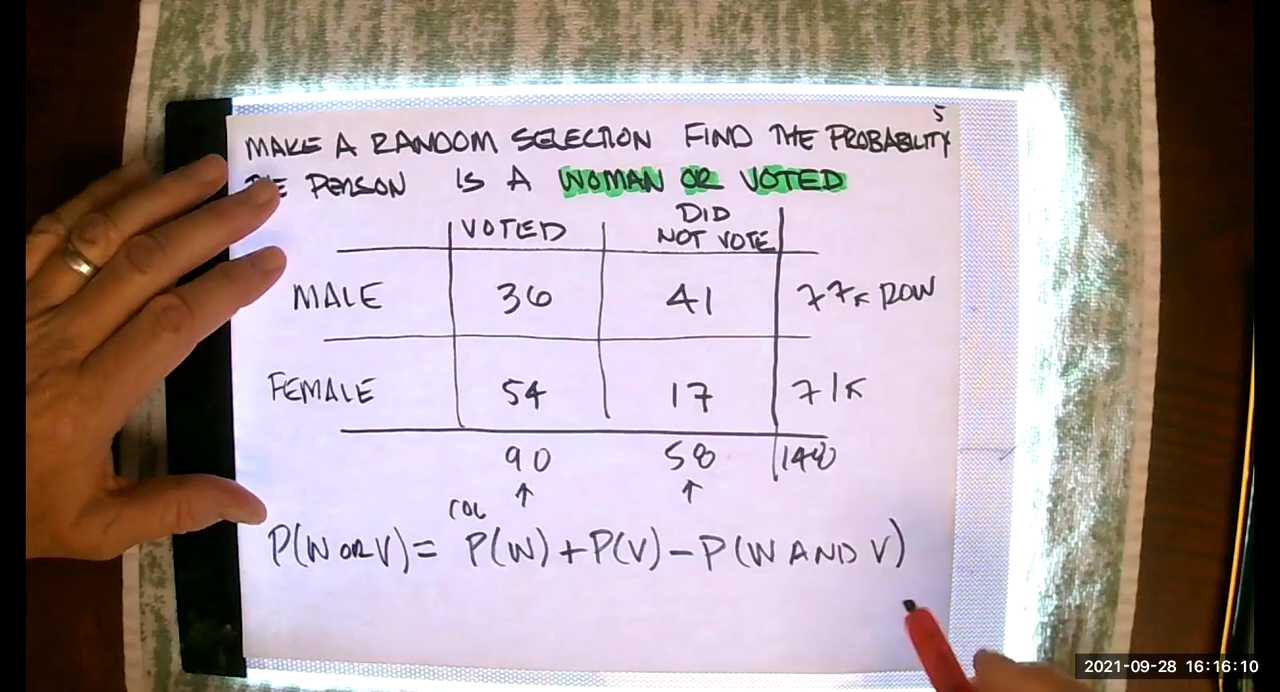 5
MAKE A RANDOM SELECTION FIND THE PROBABILITY
PERSON IS A WOMAN OR VOTED
VOTED DID NOT VOTE
MALE 36 41 77 ROW
FEMALE 54 17 71
90 58 148
↑ ↑
COL
P(W OR V) = P(W) + P(V) - P(W AND V)
2021-09-28 16:16:10